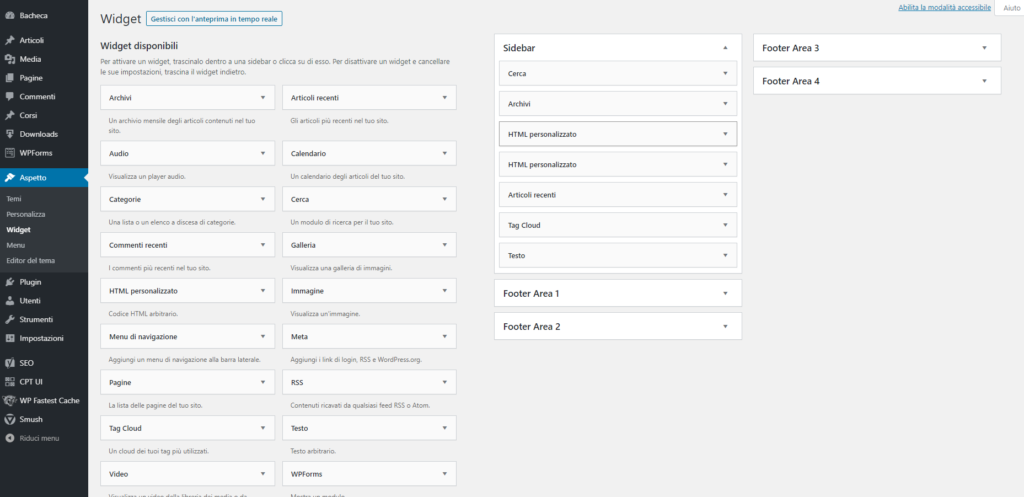 Bacheca
Articoli
Media
Pagine
Commenti
Corsi
Downloads
WPForms
Aspetto
Temi
Personalizza
Widget
Menu
Editor del tema
Plugin
Utenti
Strumenti
Impostazioni
SEO
CPT UI
WP Fastest Cache
Smush
Riduci menu
Abilita la modalità accessibile
Aiuto
Widget
Gestisci con l'anteprima in tempo reale
Widget disponibili
Per attivare un widget, trascinalo dentro a una sidebar o clicca su di esso. Per disattivare un widget e cancellare
le sue impostazioni, trascina il widget indietro.
Archivi
Un archivio mensile degli articoli contenuti nel tuo
sito.
Articoli recenti
Gli articoli più recenti nel tuo sito.
Audio
Visualizza un player audio.
Calendario
Un calendario degli articoli del tuo sito.
Categorie
Una lista o un elenco a discesa di categorie.
Cerca
Un modulo di ricerca per il tuo sito.
Commenti recenti
I commenti più recenti nel tuo sito.
Galleria
Visualizza una galleria di immagini.
HTML personalizzato
Codice HTML arbitrario.
Immagine
Visualizza un'immagine.
Menu di navigazione
Aggiungi un menu di navigazione alla barra laterale.
Meta
Aggiungi i link di login, RSS e WordPress.org.
Pagine
La lista delle pagine del tuo sito.
RSS
Contenuti ricavati da qualsiasi feed RSS o Atom.
Tag Cloud
Un cloud dei tuoi tag più utilizzati.
Testo
Testo arbitrario.
Video
Visualizza un video dalla libreria dei media o da
WPForms
Mostra un modulo.
Sidebar
Cerca
Archivi
HTML personalizzato
HTML personalizzato
Articoli recenti
Tag Cloud
Testo
Footer Area 1
Footer Area 2
Footer Area 3
Footer Area 4